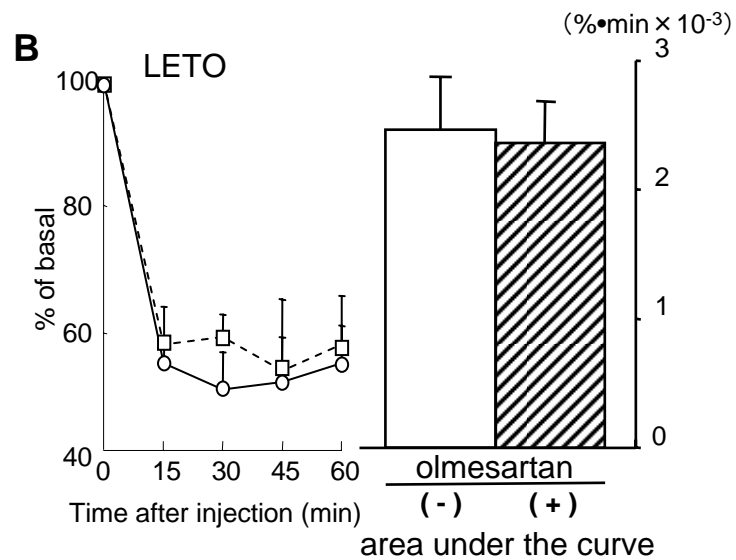 B
LETO
% of basal
100
80
60
40
0 15 30 45 60
Time after injection (min)
(%•min × 10⁻³)
3
2
1
0
olmesartan
(-) (+)
area under the curve